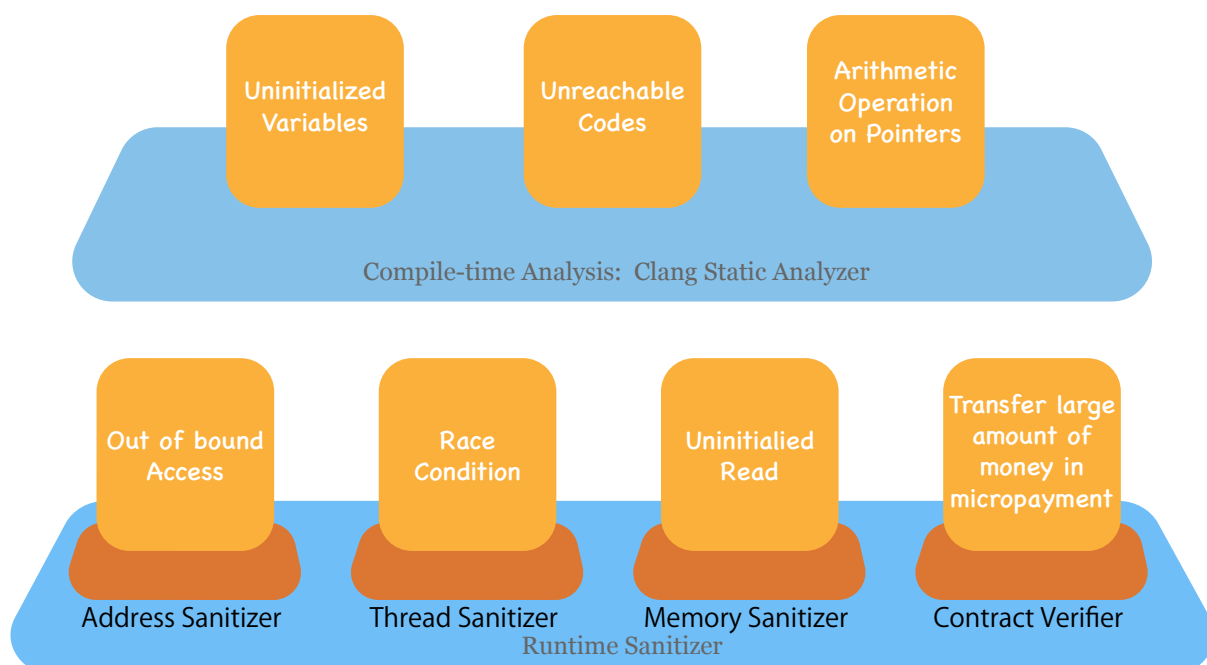 Uninitialized
Variables
Unreachable
Codes
Arithmetic
Operation
on Pointers
Compile-time Analysis: Clang Static Analyzer
Out of bound
Access
Race
Condition
Uninitialied
Read
Transfer large
amount of
money in
micropayment
Address Sanitizer
Thread Sanitizer
Memory Sanitizer
Contract Verifier
Runtime Sanitizer